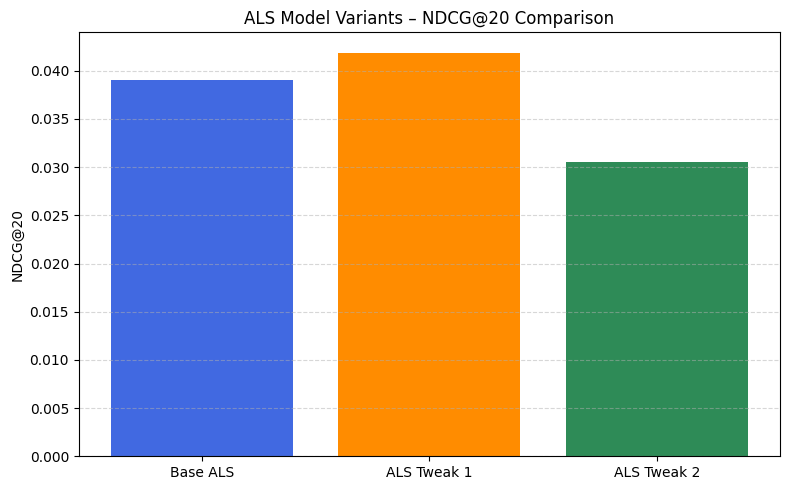 ALS Model Variants – NDCG@20 Comparison
NDCG@20
0.040
0.035
0.030
0.025
0.020
0.015
0.010
0.005
0.000
Base ALS
ALS Tweak 1
ALS Tweak 2